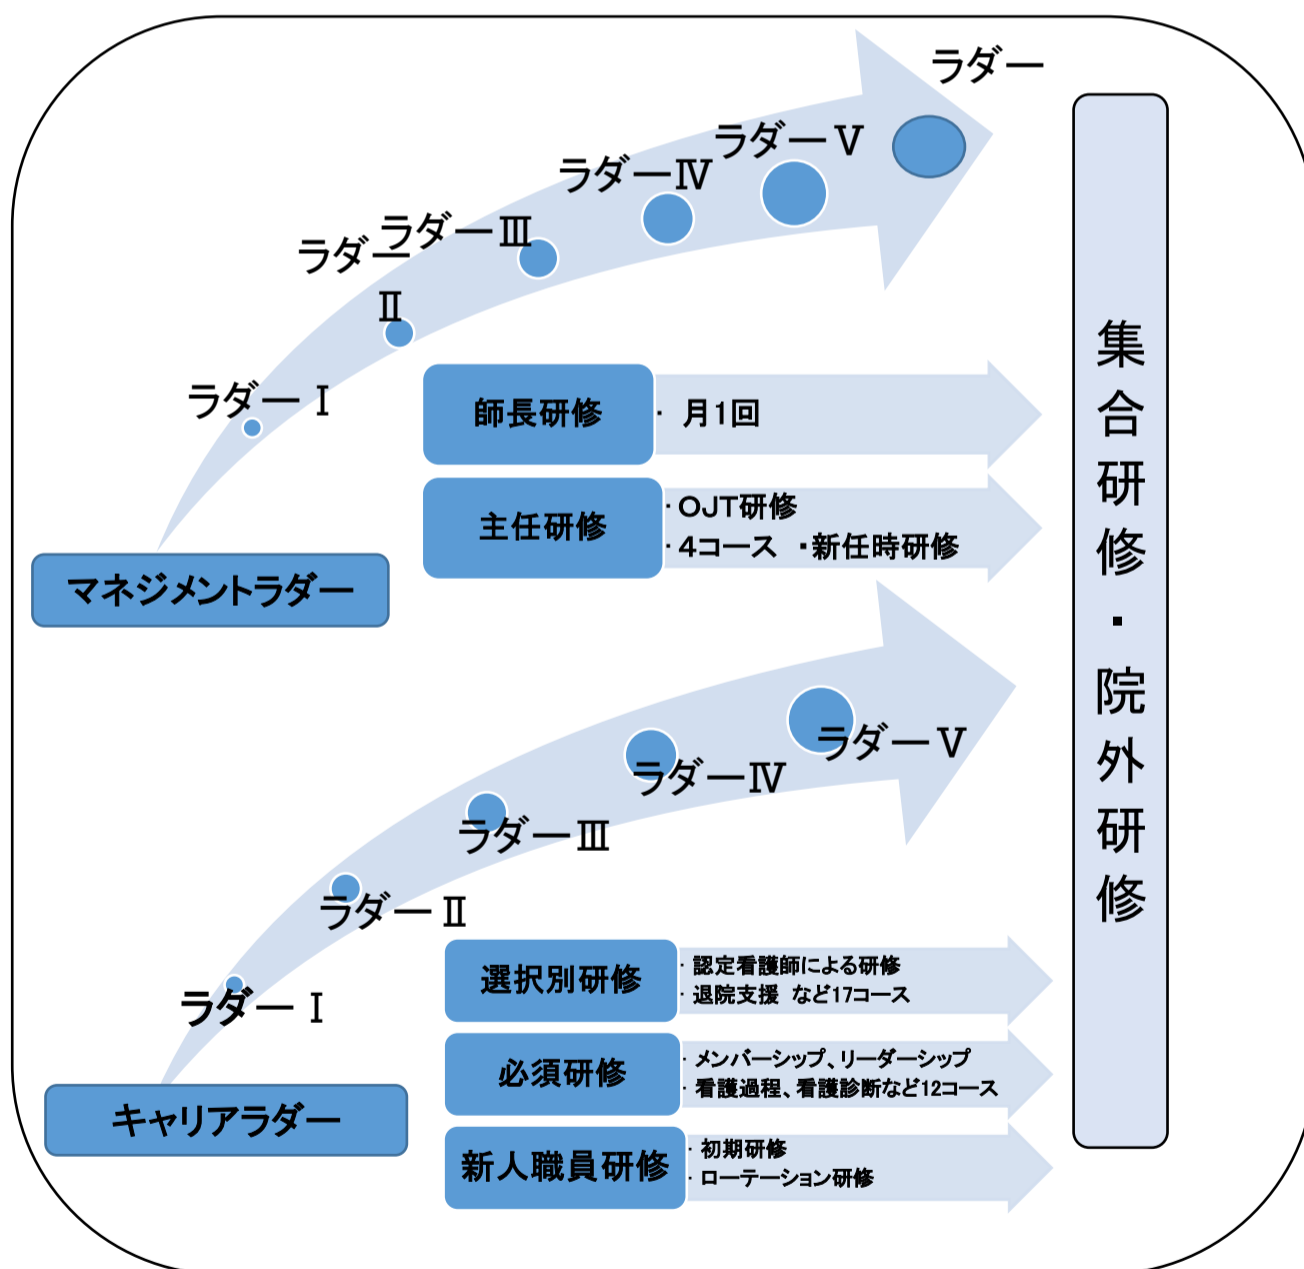 ラダー
ラダーⅤ
ラダーⅣ
ラダーⅢ
ラダー
Ⅱ
ラダーⅠ
師長研修
・ 月1回
主任研修
・OJT研修
・4コース ・新任時研修
マネジメントラダー
ラダーⅤ
ラダーⅣ
ラダーⅢ
ラダーⅡ
ラダーⅠ
選択別研修
・ 認定看護師による研修
・ 退院支援 など17コース
必須研修
・ メンバーシップ、リーダーシップ
・ 看護過程、看護診断など12コース
キャリアラダー
新人職員研修
・ 初期研修
・ ローテーション研修
集合研修・院外研修